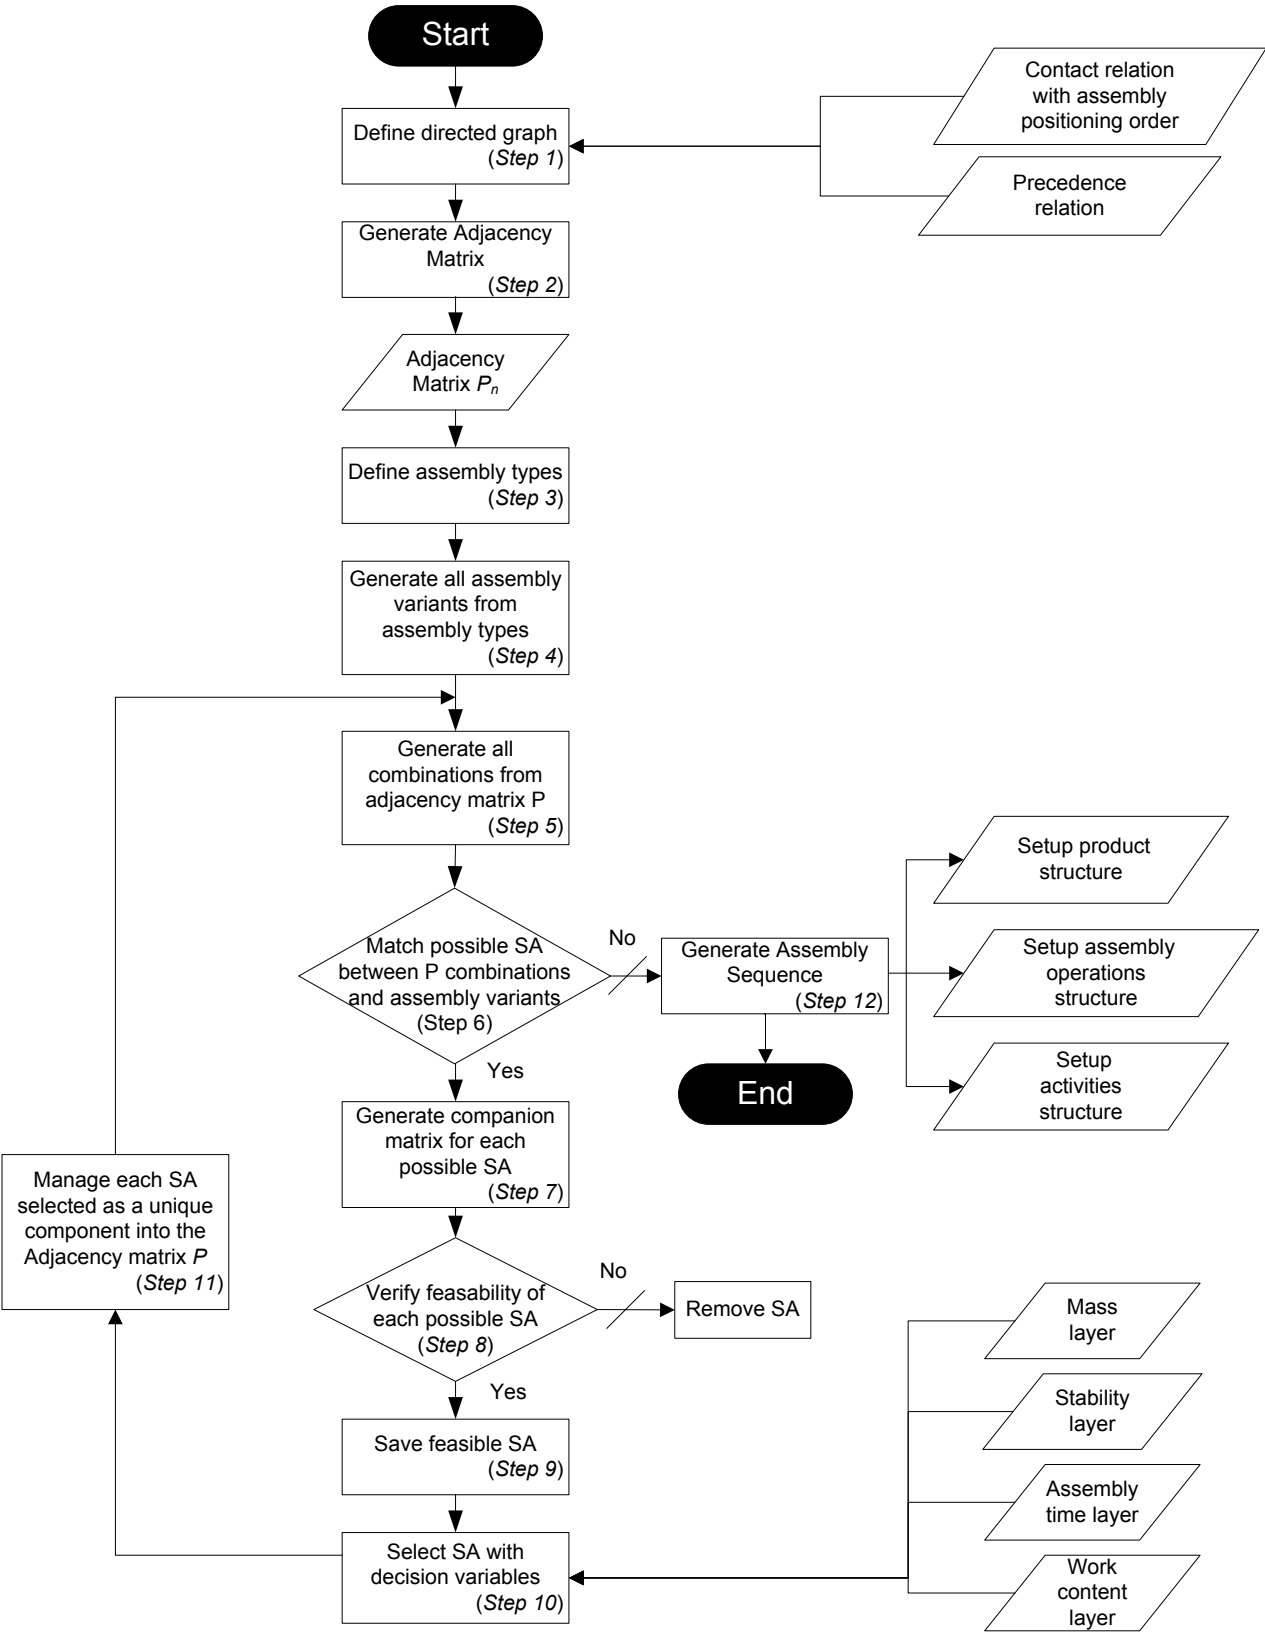 Start
Contact relation
with assembly
positioning order
Define directed graph
(Step 1)
Precedence
relation
Generate Adjacency
Matrix
(Step 2)
Adjacency
Matrix Pn
Define assembly types
(Step 3)
Generate all assembly
variants from
assembly types
(Step 4)
Generate all
combinations from
adjacency matrix P
(Step 5)
Match possible SA
between P combinations
and assembly variants
(Step 6)
No
Generate Assembly
Sequence
(Step 12)
Setup product
structure
Setup assembly
operations
structure
Setup
activities
structure
End
Yes
Generate companion
matrix for each
possible SA
(Step 7)
Manage each SA
selected as a unique
component into the
Adjacency matrix P
(Step 11)
Verify feasability of
each possible SA
(Step 8)
No
Remove SA
Yes
Save feasible SA
(Step 9)
Select SA with
decision variables
(Step 10)
Mass
layer
Stability
layer
Assembly
time layer
Work
content
layer